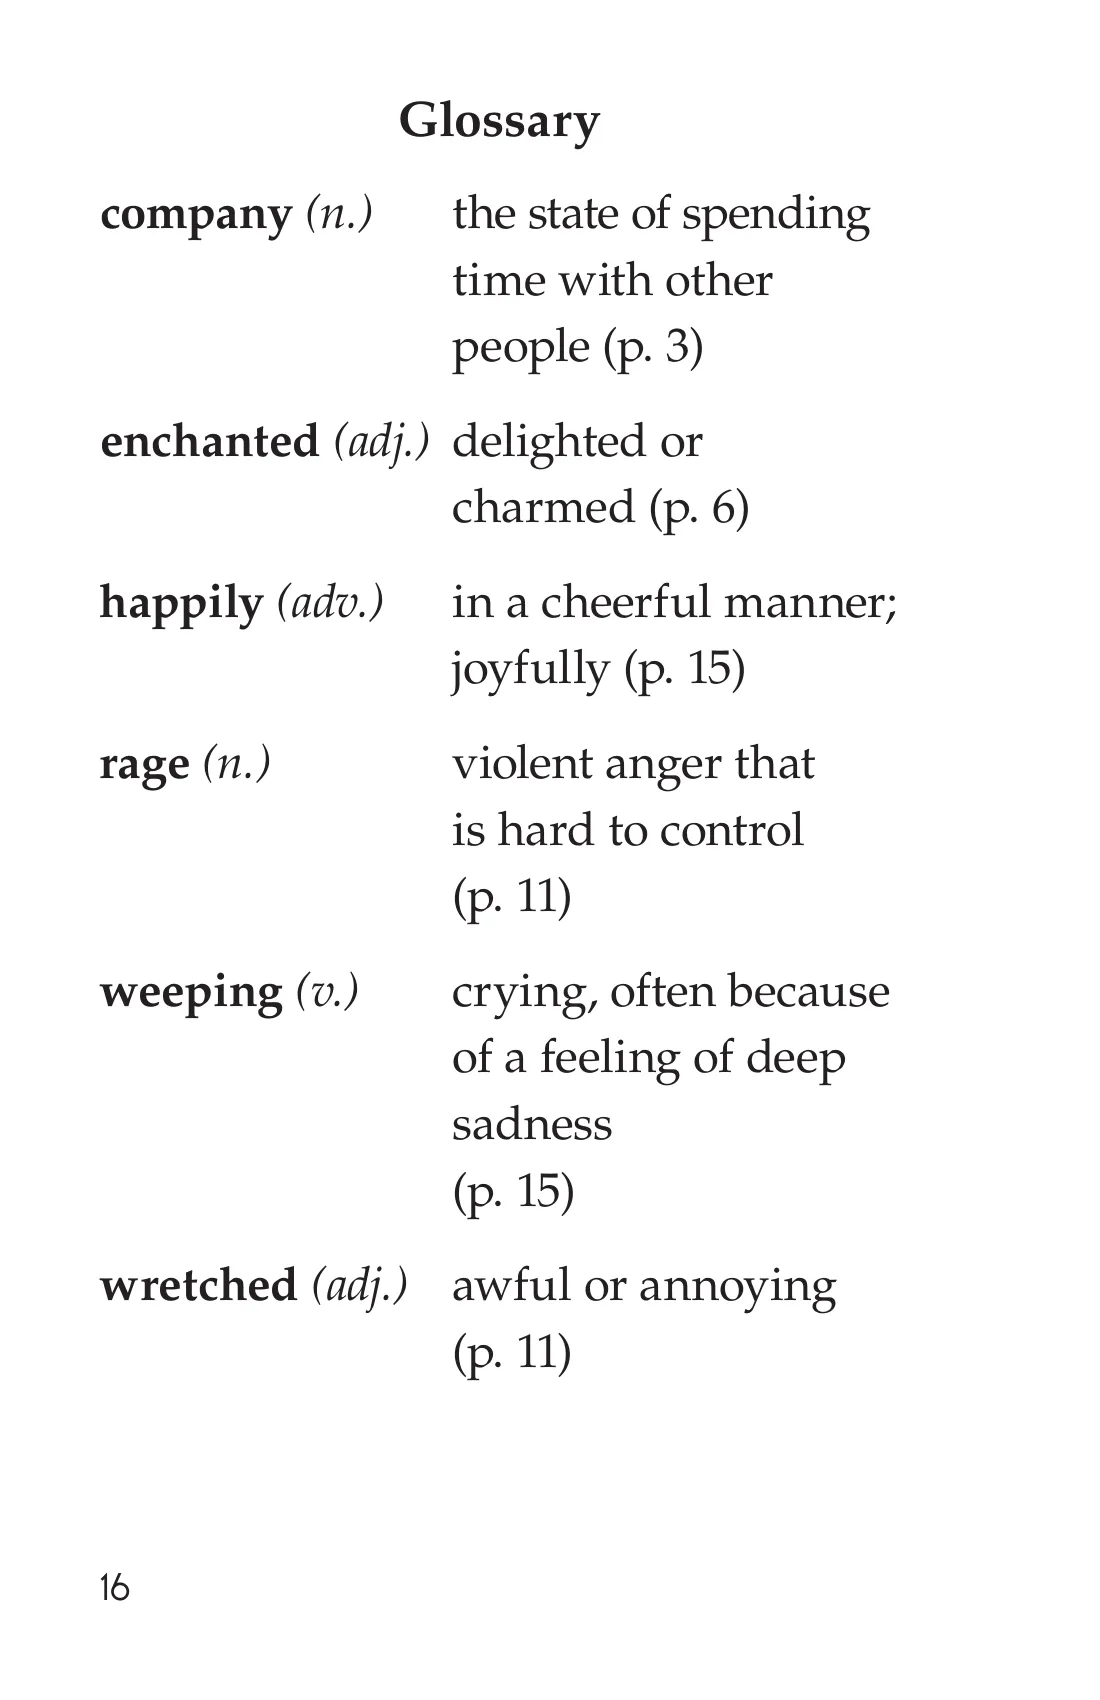 Glossary
company (n.) the state of spending
time with other
people (p. 3)
enchanted (adj.) delighted or
charmed (p. 6)
happily (adv.) in a cheerful manner;
joyfully (p. 15)
rage (n.) violent anger that
is hard to control
(p. 11)
weeping (v.) crying, often because
of a feeling of deep
sadness
(p. 15)
wretched (adj.) awful or annoying
(p. 11)
16